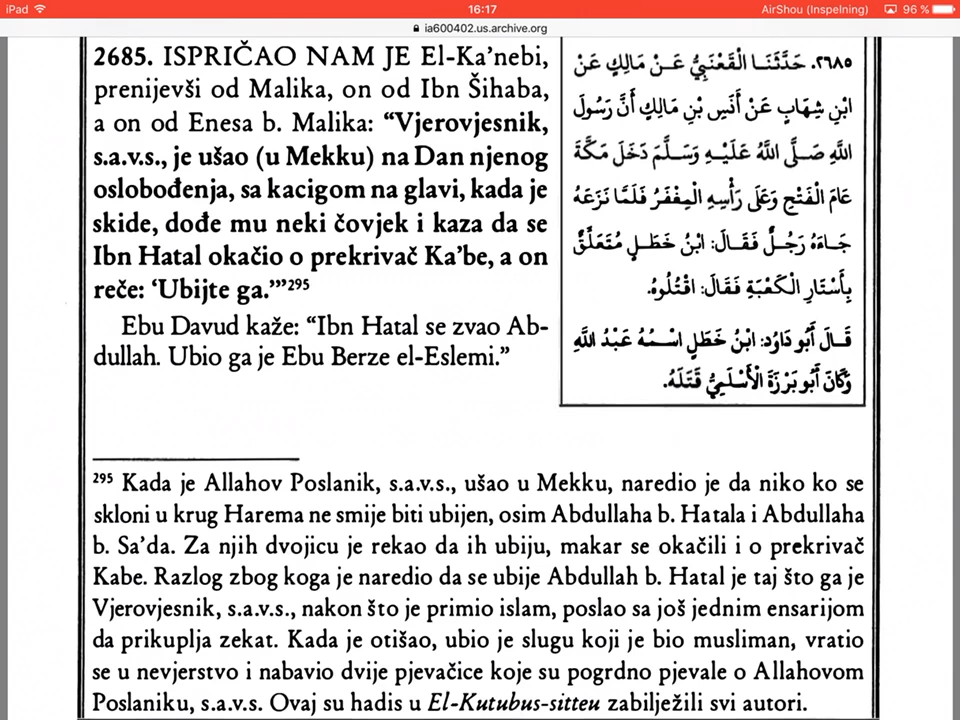 iPad
16:17
AirShou (Inspelning)
96 %
ia600402.us.archive.org
2685. ISPRIČAO NAM JE El-Ka’nebi,
prenijevši od Malika, on od Ibn Šihaba,
a on od Enesa b. Malika: “Vjerovjesnik,
s.a.v.s., je ušao (u Mekku) na Dan njenog
oslobođenja, sa kacigom na glavi, kada je
skide, dođe mu neki čovjek i kaza da se
Ibn Hatal okačio o prekrivač Ka’be, a on
reče: ‘Ubijte ga.’”²⁹⁵
Ebu Davud kaže: “Ibn Hatal se zvao Ab-
dullah. Ubio ga je Ebu Berze el-Eslemi.”
٢٦٨٥. حَدَّثَنَا الْقَعْنَبِيُّ عَنْ مَالِكٍ عَنْ
ابْنِ شِهَابٍ عَنْ أَنَسِ بْنِ مَالِكٍ أَنَّ رَسُولَ
اللَّهِ صَلَّى اللَّهُ عَلَيْهِ وَسَلَّمَ دَخَلَ مَكَّةَ
عَامَ الْفَتْحِ وَعَلَى رَأْسِهِ الْمِغْفَرُ فَلَمَّا نَزَعَهُ
جَاءَهُ رَجُلٌ فَقَالَ: ابْنُ خَطَلٍ مُتَعَلِّقٌ
بِأَسْتَارِ الْكَعْبَةِ فَقَالَ: اقْتُلُوهُ.
قَالَ أَبُو دَاوُد: ابْنُ خَطَلٍ اسْمُهُ عَبْدُ اللَّهِ
وَكَانَ أَبُو بَرْزَةَ الْأَسْلَمِيُّ قَتَلَهُ.
²⁹⁵ Kada je Allahov Poslanik, s.a.v.s., ušao u Mekku, naredio je da niko ko se
skloni u krug Harema ne smije biti ubijen, osim Abdullaha b. Hatala i Abdullaha
b. Sa’da. Za njih dvojicu je rekao da ih ubiju, makar se okačili i o prekrivač
Kabe. Razlog zbog koga je naredio da se ubije Abdullah b. Hatal je taj što ga je
Vjerovjesnik, s.a.v.s., nakon što je primio islam, poslao sa još jednim ensarijom
da prikuplja zekat. Kada je otišao, ubio je slugu koji je bio musliman, vratio
se u nevjerstvo i nabavio dvije pjevačice koje su pogrdno pjevale o Allahovom
Poslaniku, s.a.v.s. Ovaj su hadis u El-Kutubus-sitteu zabilježili svi autori.